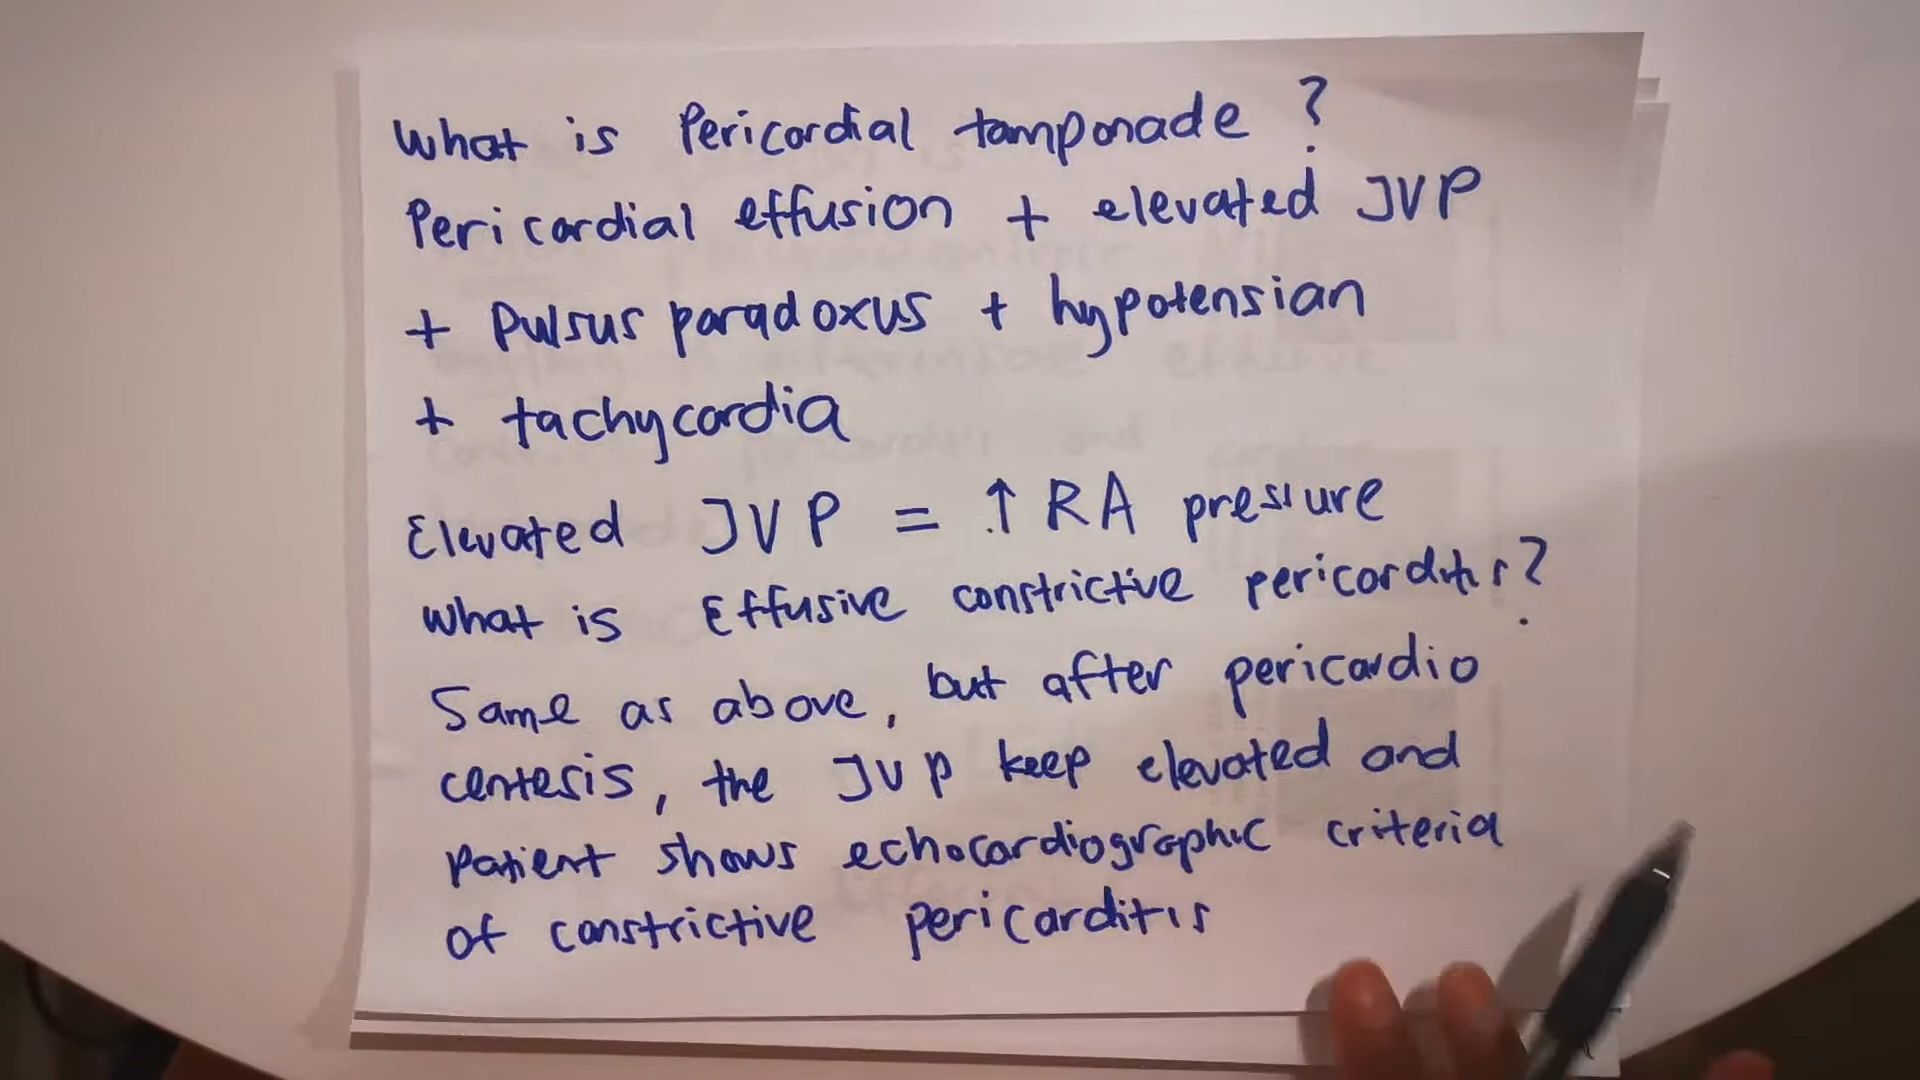 What is Pericardial tamponade ?
Pericardial effusion + elevated JVP
+ Pulsus paradoxus + hypotensian
+ tachycardia
Elevated JVP = ↑ RA pressure
What is Effusive constrictive pericarditis?
Same as above, but after pericardio
centesis, the JVP keep elevated and
patient shows echocardiographic criteria
of constrictive pericarditis